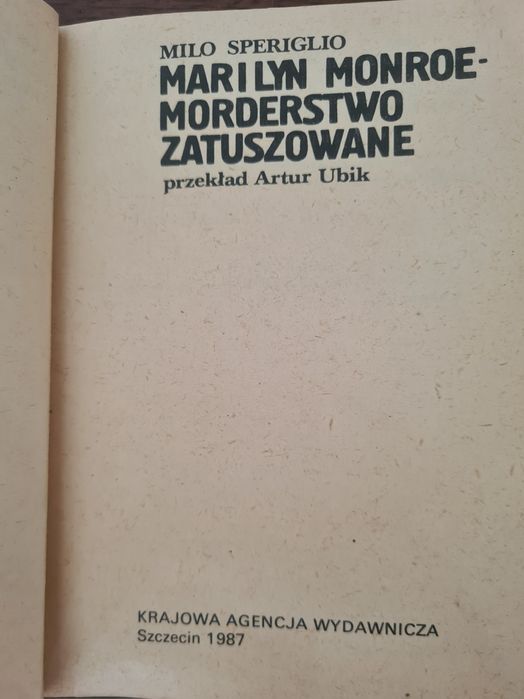 MILO SPERIGLIO
MARILYN MONROE-
MORDERSTWO
ZATUSZOWANE
przekład Artur Ubik
KRAJOWA AGENCJA WYDAWNICZA
Szczecin 1987